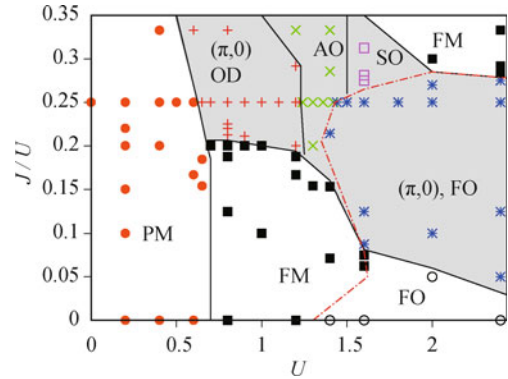 0.35
0.3
0.25
0.2
0.15
0.1
0.05
0
J/U
(π,0)
OD
AO
SO
FM
(π,0), FO
PM
FM
FO
0 0.5 1 1.5 2
U